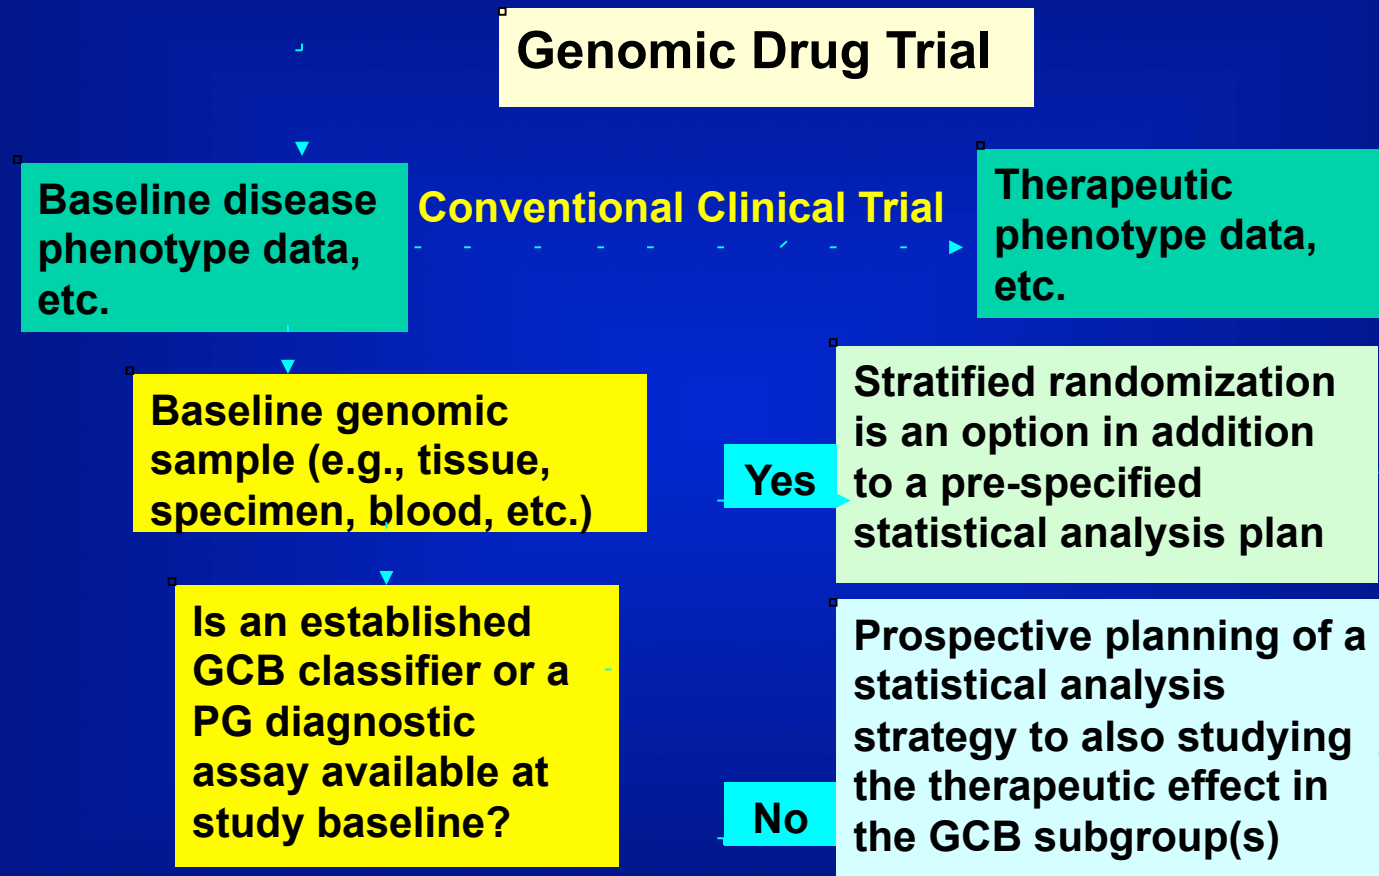 Genomic Drug Trial
Baseline disease
phenotype data,
etc.
Conventional Clinical Trial
Therapeutic
phenotype data,
etc.
Baseline genomic
sample (e.g., tissue,
specimen, blood, etc.)
Is an established
GCB classifier or a
PG diagnostic
assay available at
study baseline?
Yes
Stratified randomization
is an option in addition
to a pre-specified
statistical analysis plan
No
Prospective planning of a
statistical analysis
strategy to also studying
the therapeutic effect in
the GCB subgroup(s)